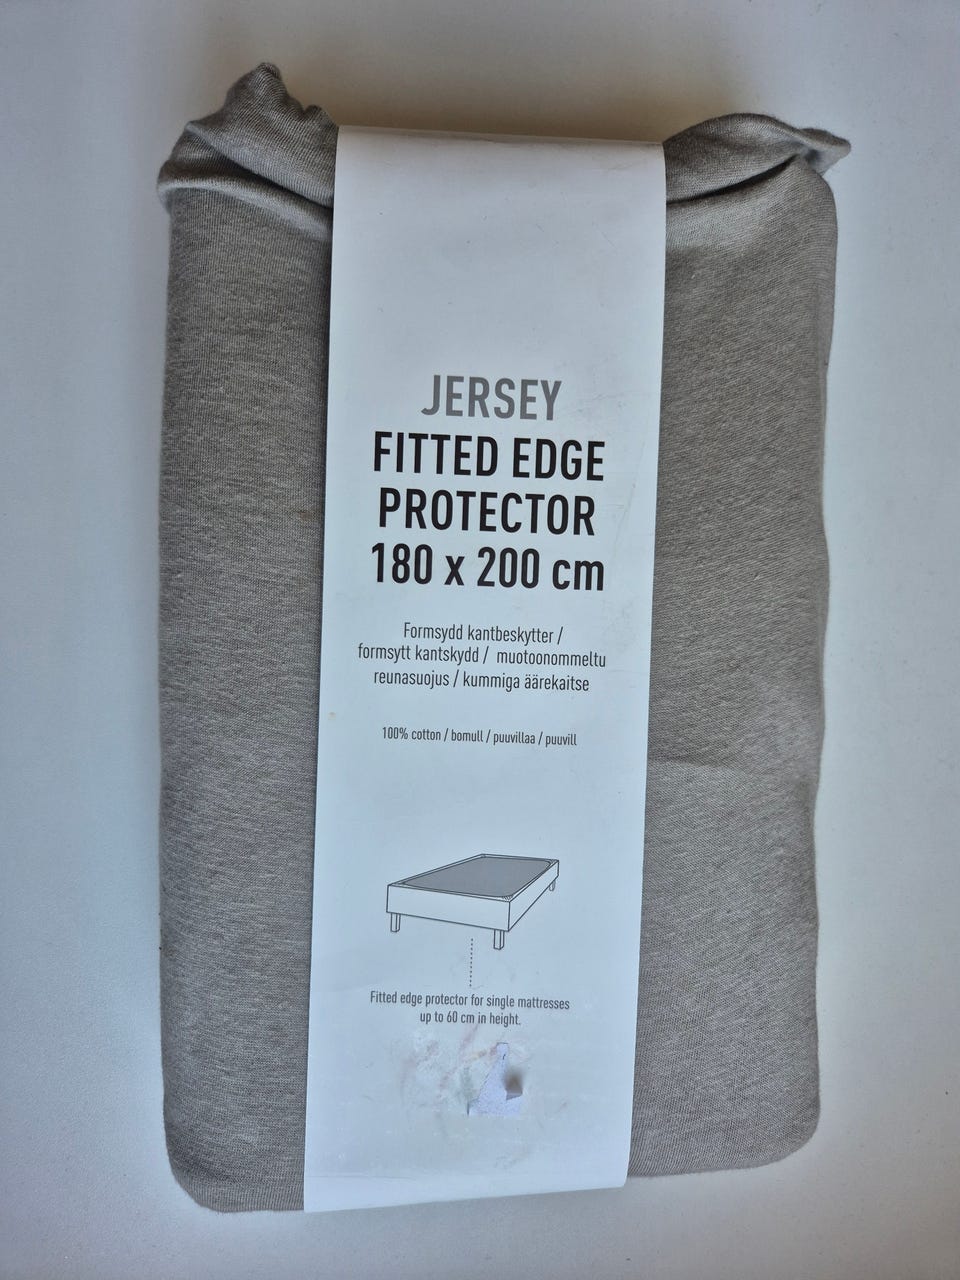 JERSEY
FITTED EDGE
PROTECTOR
180 x 200 cm
Formsydd kantbeskytter /
formsytt kantskydd / muotoonommeltu
reunasuojus / kummiga äärekaitse
100% cotton / bomull / puuvillaa / puuvill
Fitted edge protector for single mattresses
up to 60 cm in height.